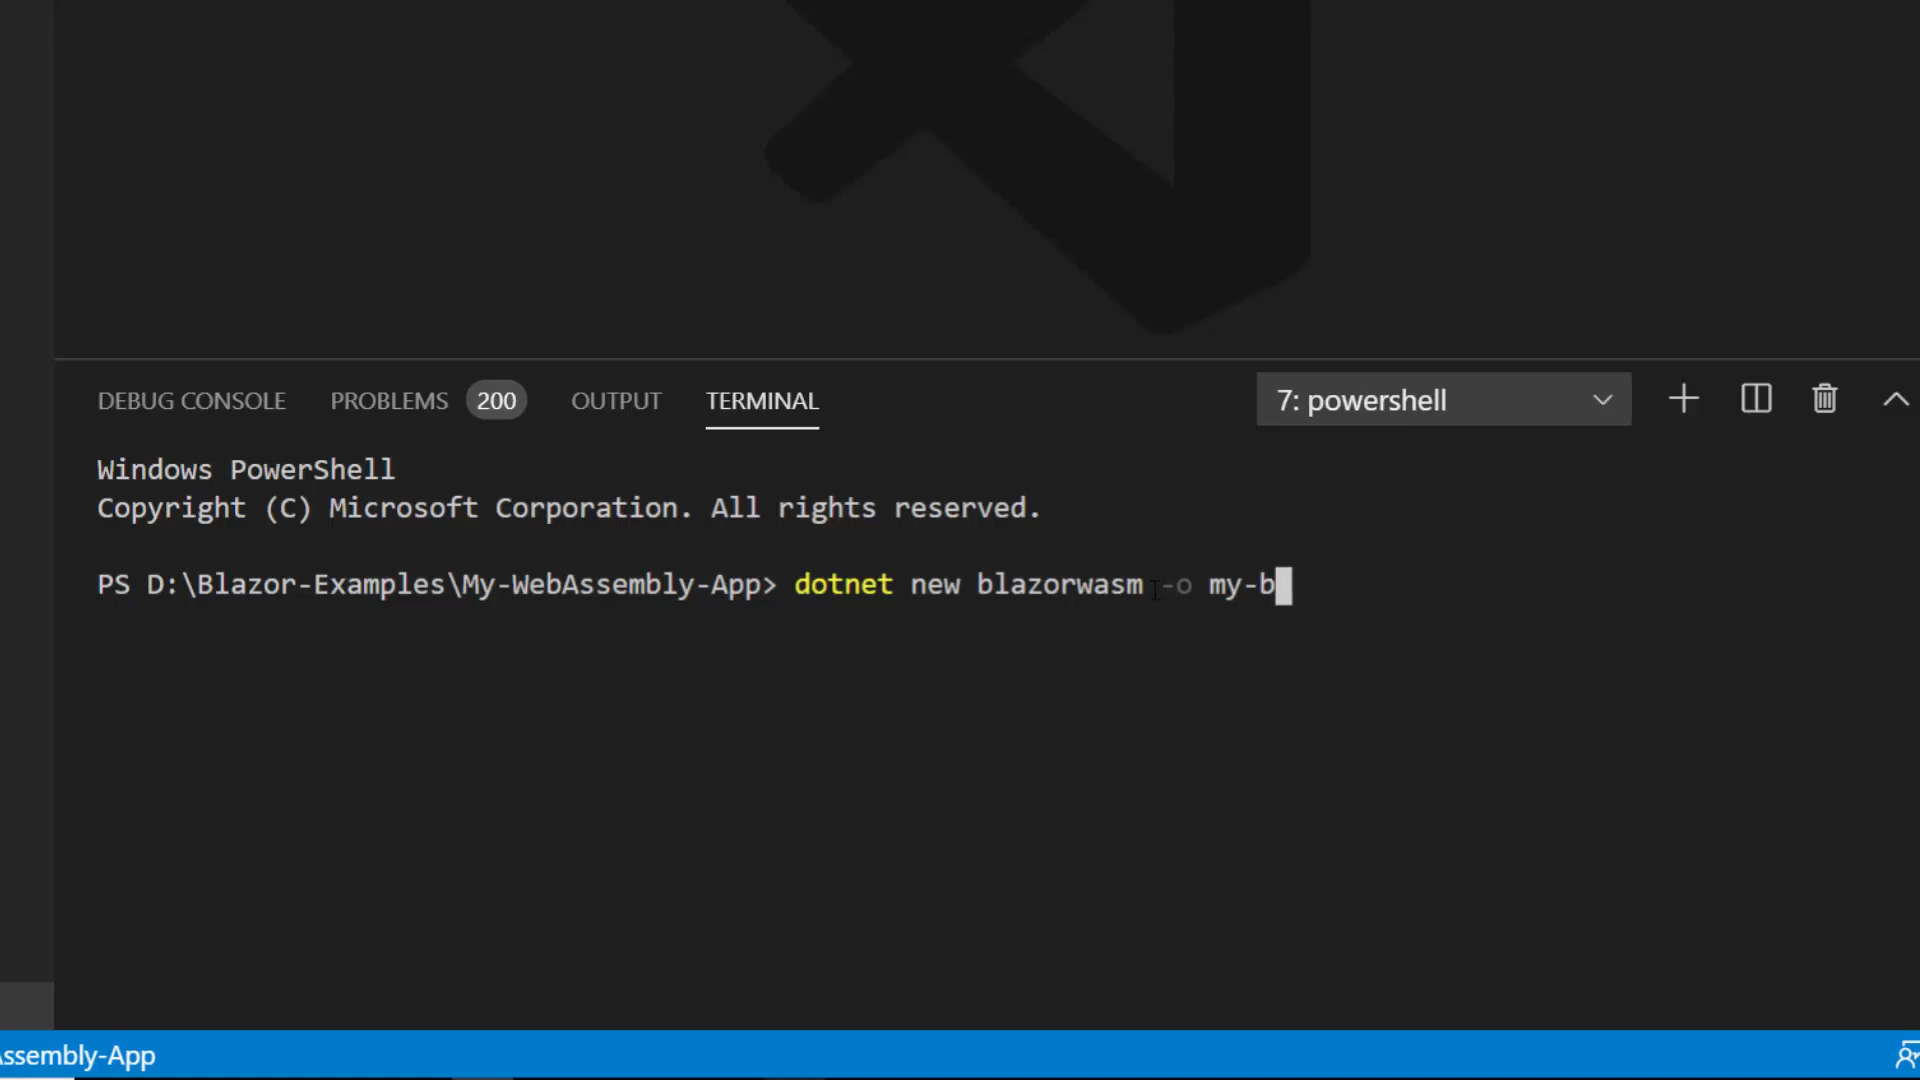 DEBUG CONSOLE PROBLEMS 200 OUTPUT TERMINAL 7: powershell
Windows PowerShell
Copyright (C) Microsoft Corporation. All rights reserved.
PS D:\Blazor-Examples\My-WebAssembly-App> dotnet new blazorwasm -o my-b
Assembly-App